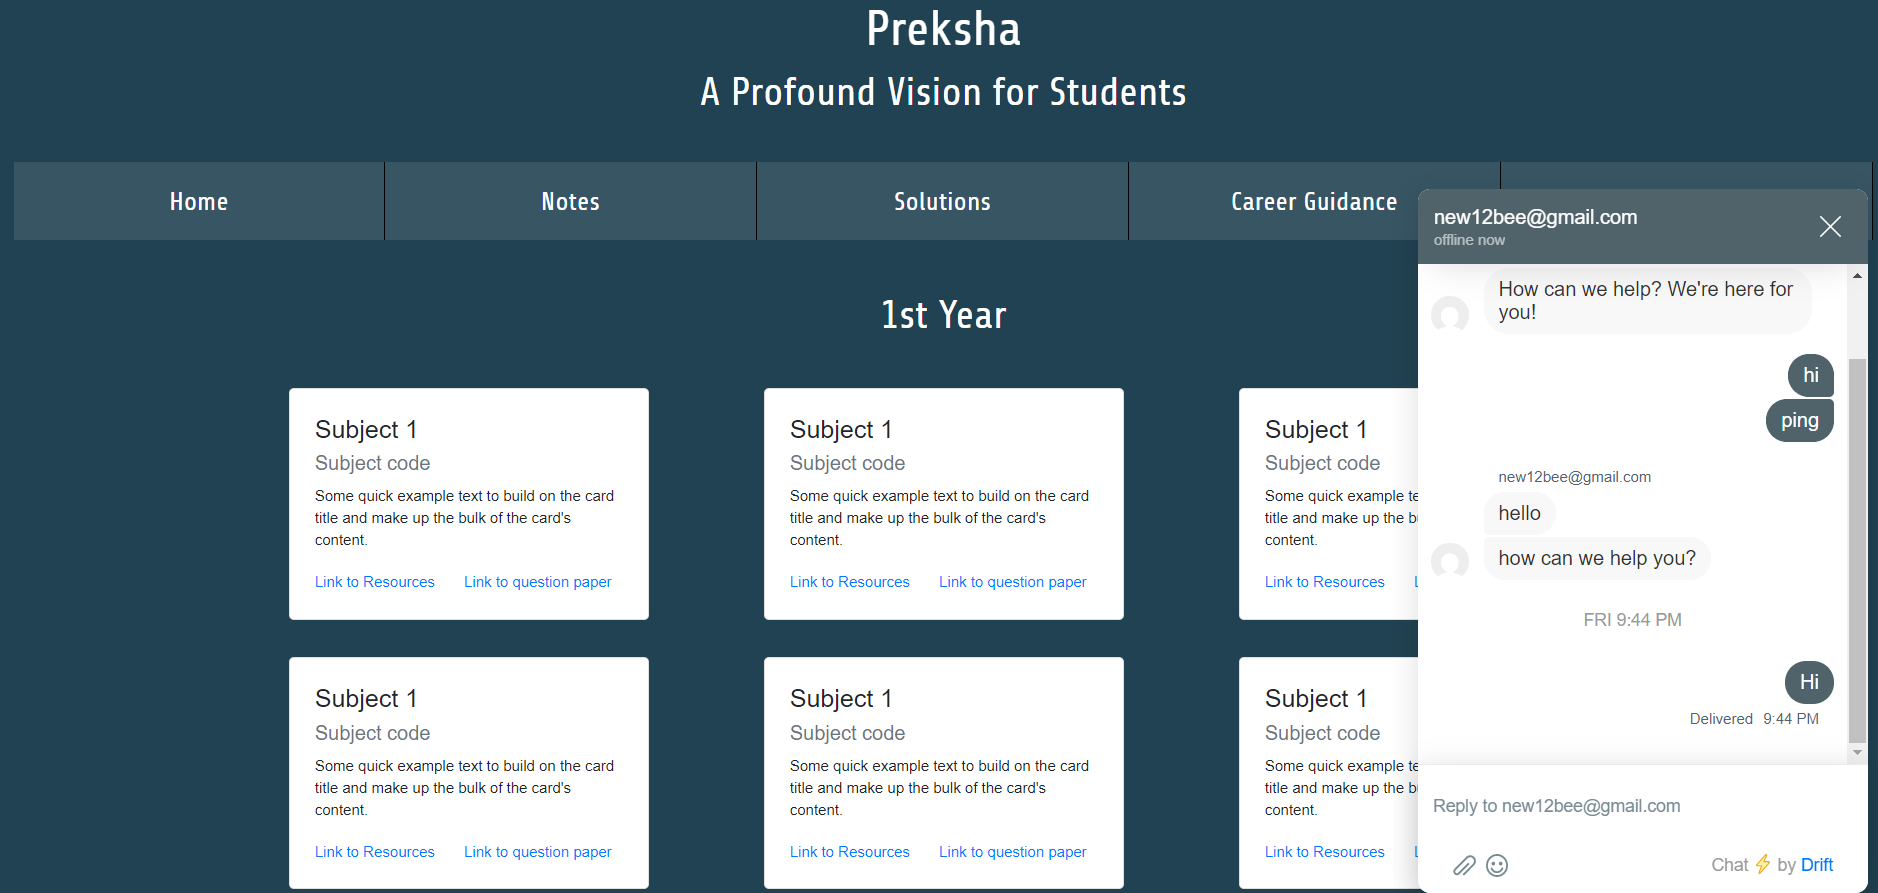 Preksha
A Profound Vision for Students
Home
Notes
Solutions
Career Guidance
1st Year
Subject 1
Subject code
Some quick example text to build on the card
title and make up the bulk of the card's
content.
Link to Resources
Link to question paper
Subject 1
Subject code
Some quick example text to build on the card
title and make up the bulk of the card's
content.
Link to Resources
Link to question paper
Subject 1
Subject code
Some quick example
title and make up the
content.
Link to Resources
Subject 1
Subject code
Some quick example text to build on the card
title and make up the bulk of the card's
content.
Link to Resources
Link to question paper
Subject 1
Subject code
Some quick example text to build on the card
title and make up the bulk of the card's
content.
Link to Resources
Link to question paper
Subject 1
Subject code
Some quick example
title and make up the
content.
Link to Resources
new12bee@gmail.com
offline now
How can we help? We're here for
you!
hi
ping
new12bee@gmail.com
hello
how can we help you?
FRI 9:44 PM
Hi
Delivered 9:44 PM
Reply to new12bee@gmail.com
Chat ⚡ by Drift